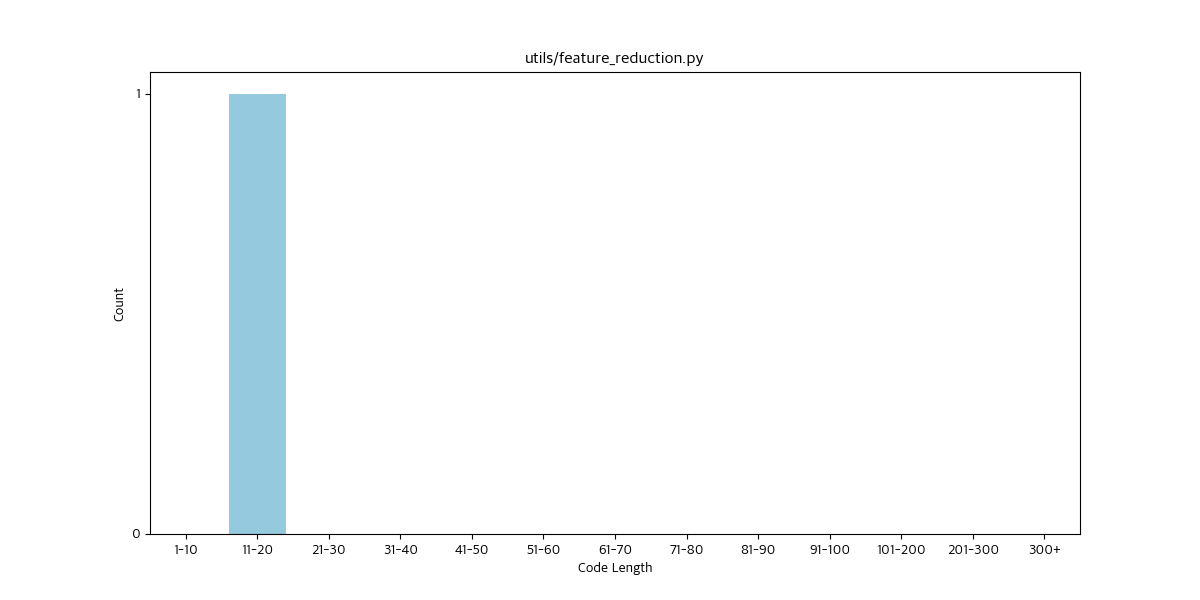 utils/feature_reduction.py
1
Count
0
1-10 11-20 21-30 31-40 41-50 51-60 61-70 71-80 81-90 91-100 101-200 201-300 300+
Code Length